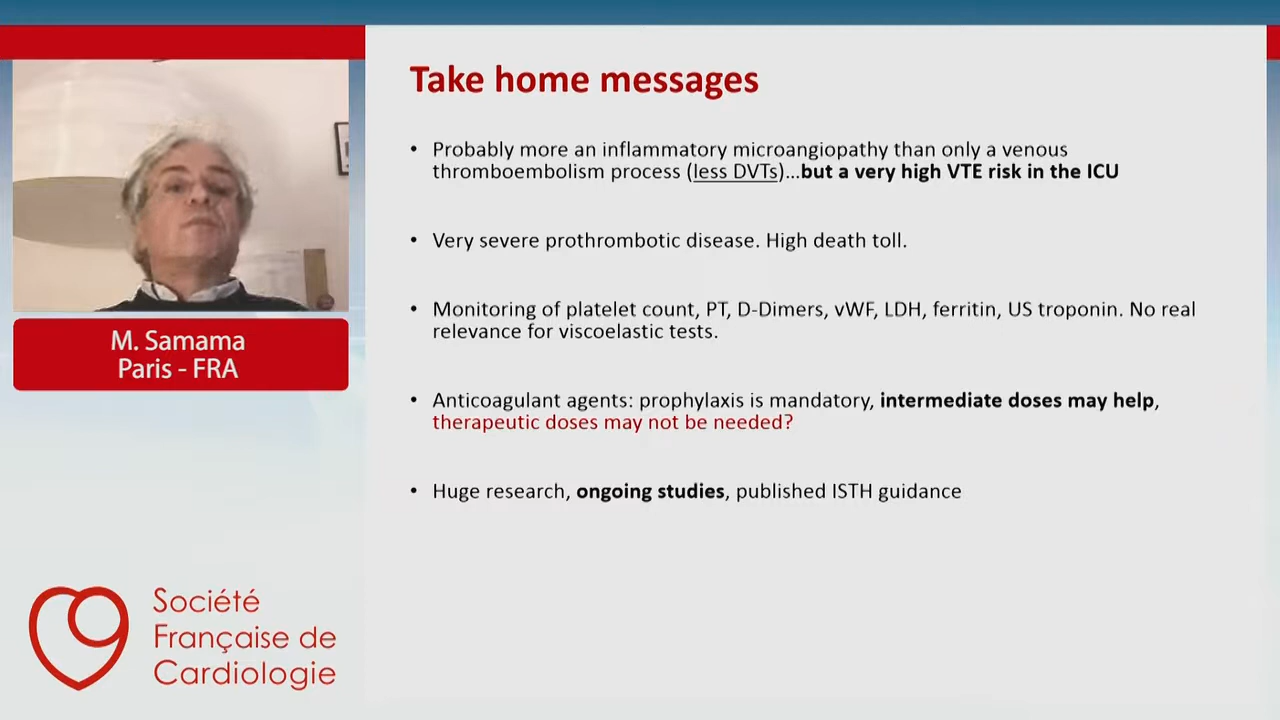 Take home messages
• Probably more an inflammatory microangiopathy than only a venous
thromboembolism process (less DVTs)...but a very high VTE risk in the ICU
• Very severe prothrombotic disease. High death toll.
• Monitoring of platelet count, PT, D-Dimers, vWF, LDH, ferritin, US troponin. No real
relevance for viscoelastic tests.
• Anticoagulant agents: prophylaxis is mandatory, intermediate doses may help,
therapeutic doses may not be needed?
• Huge research, ongoing studies, published ISTH guidance
M. Samama
Paris - FRA
Société
Française de
Cardiologie